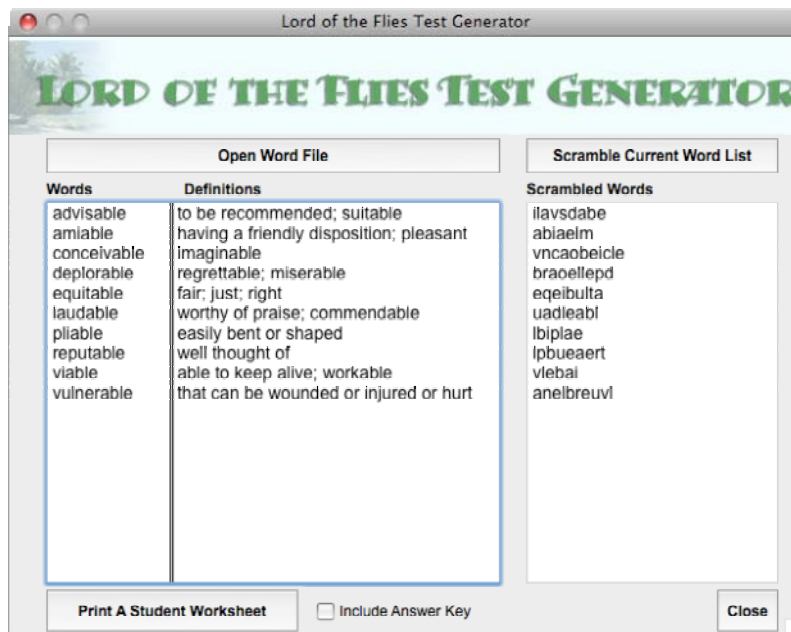 Lord of the Flies Test Generator
LORD OF THE FLIES TEST GENERATOR
Open Word File
Scramble Current Word List
Words Definitions Scrambled Words
advisable to be recommended; suitable ilavsdabe
amiable having a friendly disposition; pleasant abiaelm
conceivable imaginable vncaobeicle
deplorable regrettable; miserable braoellepd
equitable fair; just; right eqeibulta
laudable worthy of praise; commendable uadleabl
pliable easily bent or shaped lbiplae
reputable well thought of lpbueaert
viable able to keep alive; workable vlebai
vulnerable that can be wounded or injured or hurt anelbreuvl
Print A Student Worksheet Include Answer Key Close